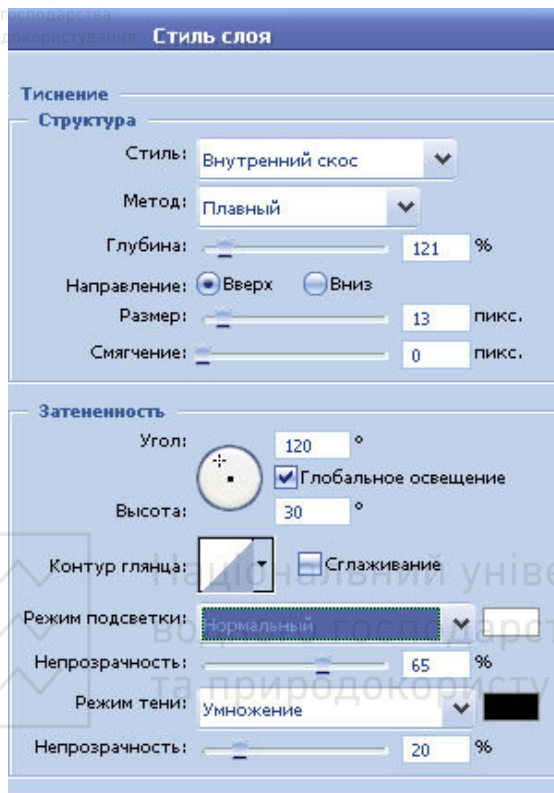 господарства
докористування
Стиль слоя
Тиснение
Структура
Стиль: Внутренний скос
Метод: Плавный
Глубина: 121 %
Направление: Вверх Вниз
Размер: 13 пикс.
Смягчение: 0 пикс.
Затененность
Угол: 120 °
Глобальное освещение
Высота: 30 °
Контур глянца: Сглаживание
Національний уніве
Режим подсветки: Нормальный
водного господарст
Непрозрачность: 65 %
та природокористу
Режим тени: Умножение
Непрозрачность: 20 %